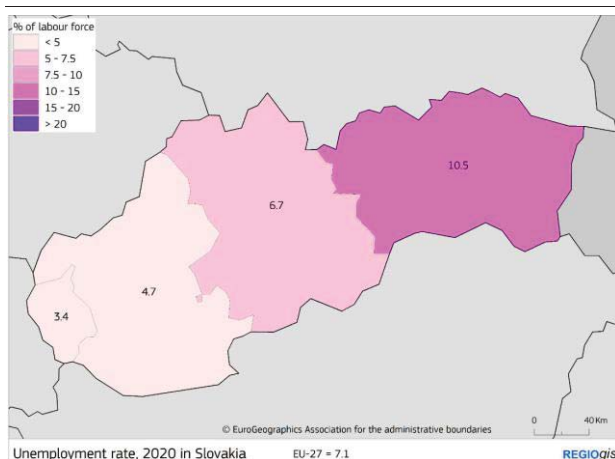 % of labour force
< 5
5 - 7.5
7.5 - 10
10 - 15
15 - 20
> 20
10.5
6.7
4.7
3.4
© EuroGeographics Association for the administrative boundaries
0 40 Km
Unemployment rate, 2020 in Slovakia EU-27 = 7.1 REGIOgis